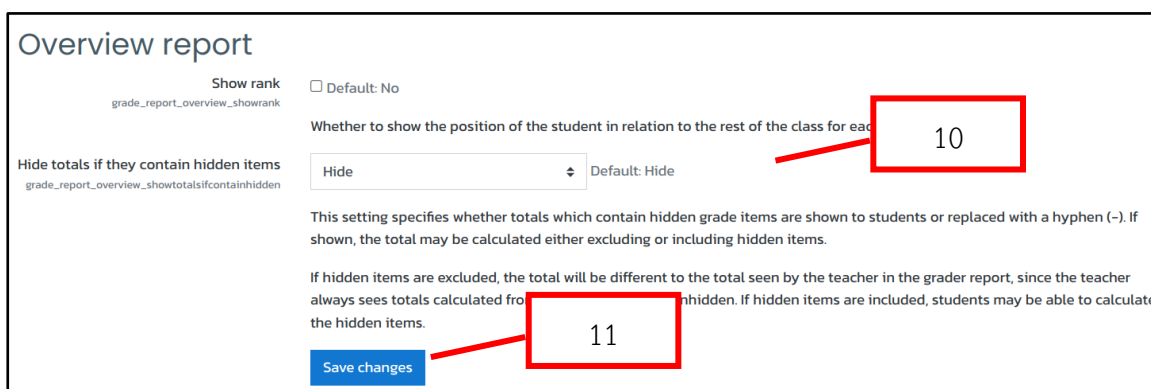 Overview report
Show rank
grade_report_overview_showrank
Default: No
Whether to show the position of the student in relation to the rest of the class for
10
Hide totals if they contain hidden items
grade_report_overview_showtotalsifcontainhidden
Hide
Default: Hide
This setting specifies whether totals which contain hidden grade items are shown to students or replaced with a hyphen (-). If
shown, the total may be calculated either excluding or including hidden items.
If hidden items are excluded, the total will be different to the total seen by the teacher in the grader report, since the teacher
always sees totals calculated nhidden. If hidden items are included, students may be able to calculate
the hidden items.
11
Save changes